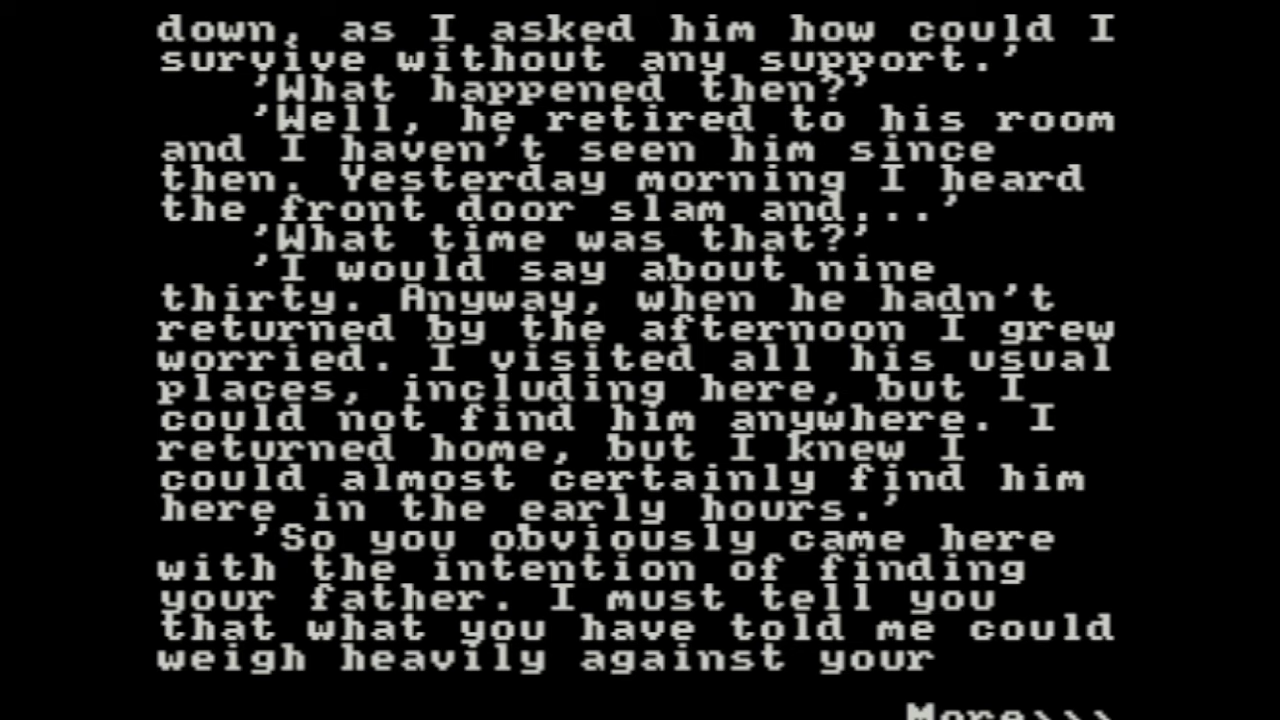 down, as I asked him how could I
survive without any support.'
'What happened then?'
'Well, he retired to his room
and I haven't seen him since
then. Yesterday morning I heard
the front door slam and...'
'What time was that?'
'I would say about nine
thirty. Anyway, when he hadn't
returned by the afternoon I grew
worried. I visited all his usual
places, including here, but I
could not find him anywhere. I
returned home, but I knew I
could almost certainly find him
here in the early hours.'
'So you obviously came here
with the intention of finding
your father. I must tell you
that what you have told me could
weigh heavily against your
More>>>